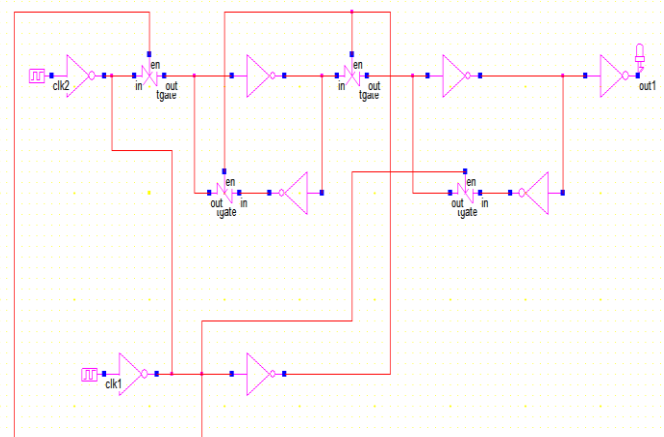 clk2
en
in
out
tgate
en
in
out
tgate
out1
en
out
in
tgate
en
out
in
tgate
clk1